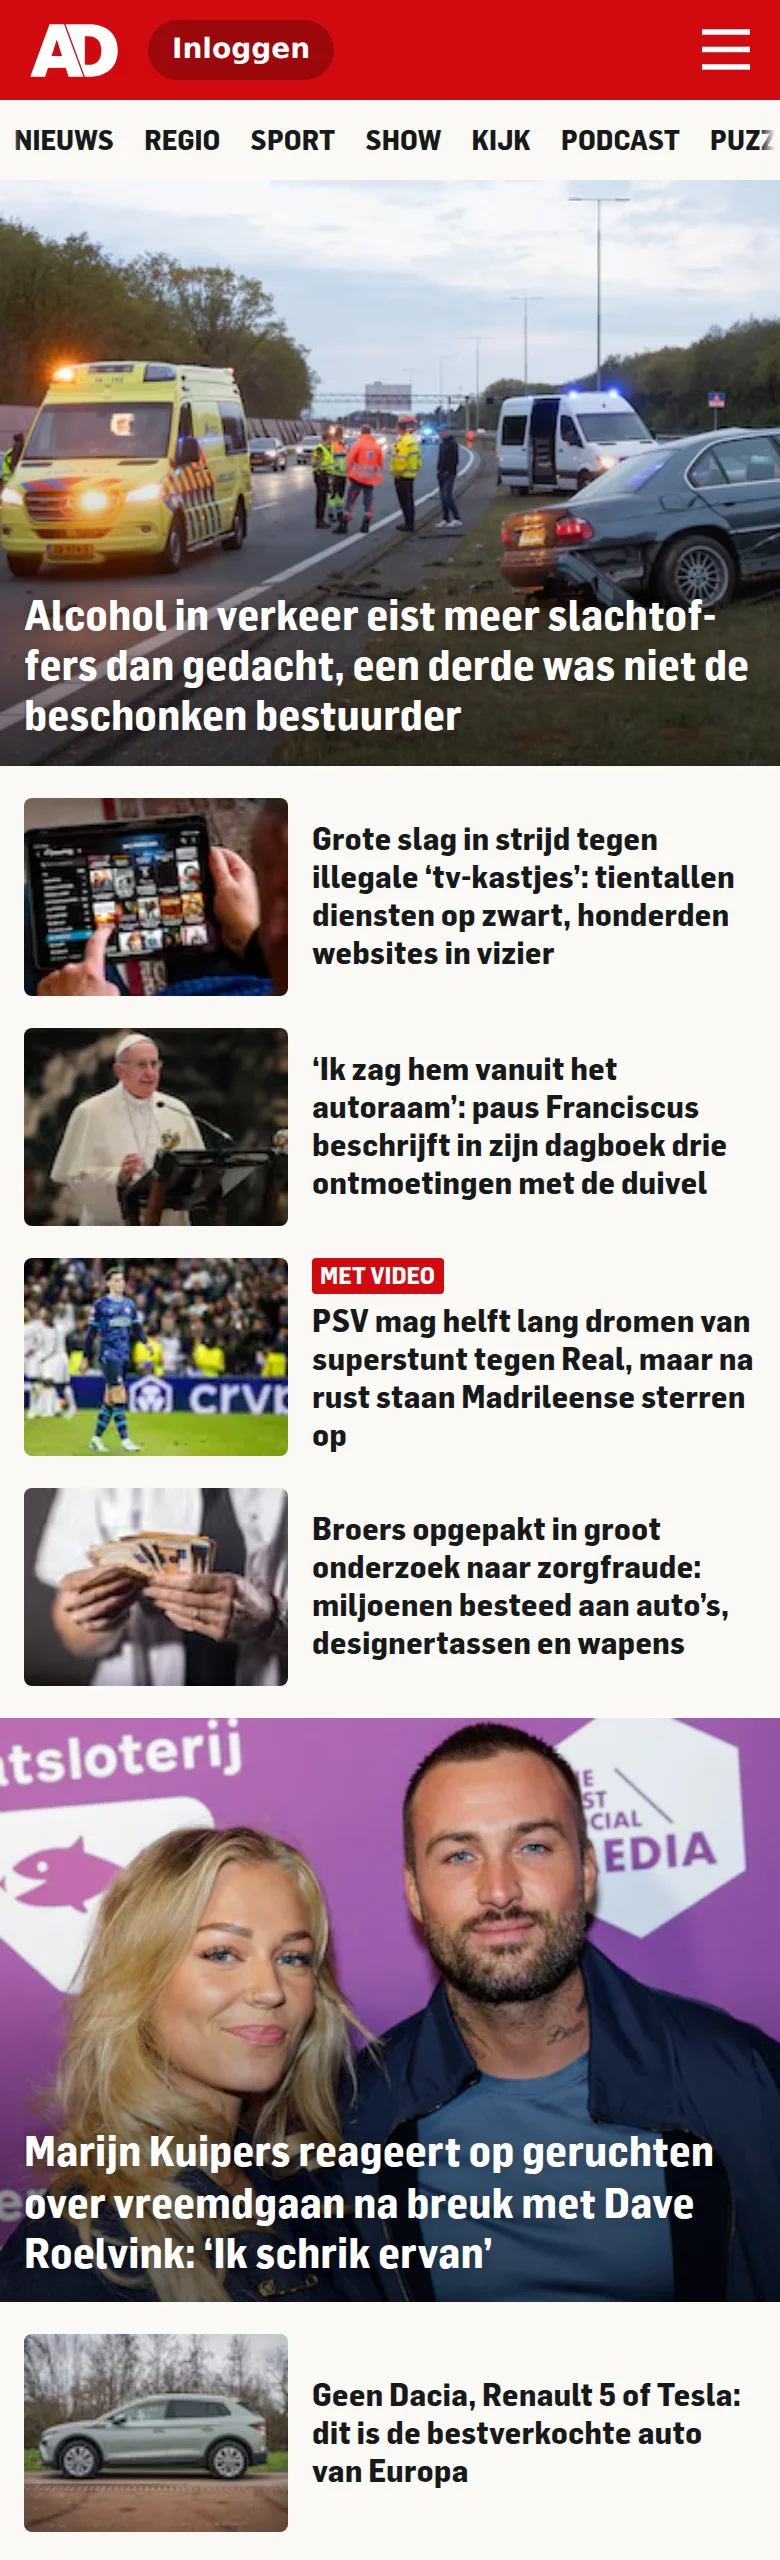 AD
Inloggen
NIEUWS REGIO SPORT SHOW KIJK PODCAST PUZZ
Alcohol in verkeer eist meer slachtof-
fers dan gedacht, een derde was niet de
beschonken bestuurder
Grote slag in strijd tegen
illegale ‘tv-kastjes’: tientallen
diensten op zwart, honderden
websites in vizier
‘Ik zag hem vanuit het
autoraam’: paus Franciscus
beschrijft in zijn dagboek drie
ontmoetingen met de duivel
MET VIDEO
PSV mag helft lang dromen van
superstunt tegen Real, maar na
rust staan Madrileense sterren
op
Broers opgepakt in groot
onderzoek naar zorgfraude:
miljoenen besteed aan auto’s,
designertassen en wapens
atsloterij
CIAL
EDIA
Marijn Kuipers reageert op geruchten
over vreemdgaan na breuk met Dave
Roelvink: ‘Ik schrik ervan’
Geen Dacia, Renault 5 of Tesla:
dit is de bestverkochte auto
van Europa